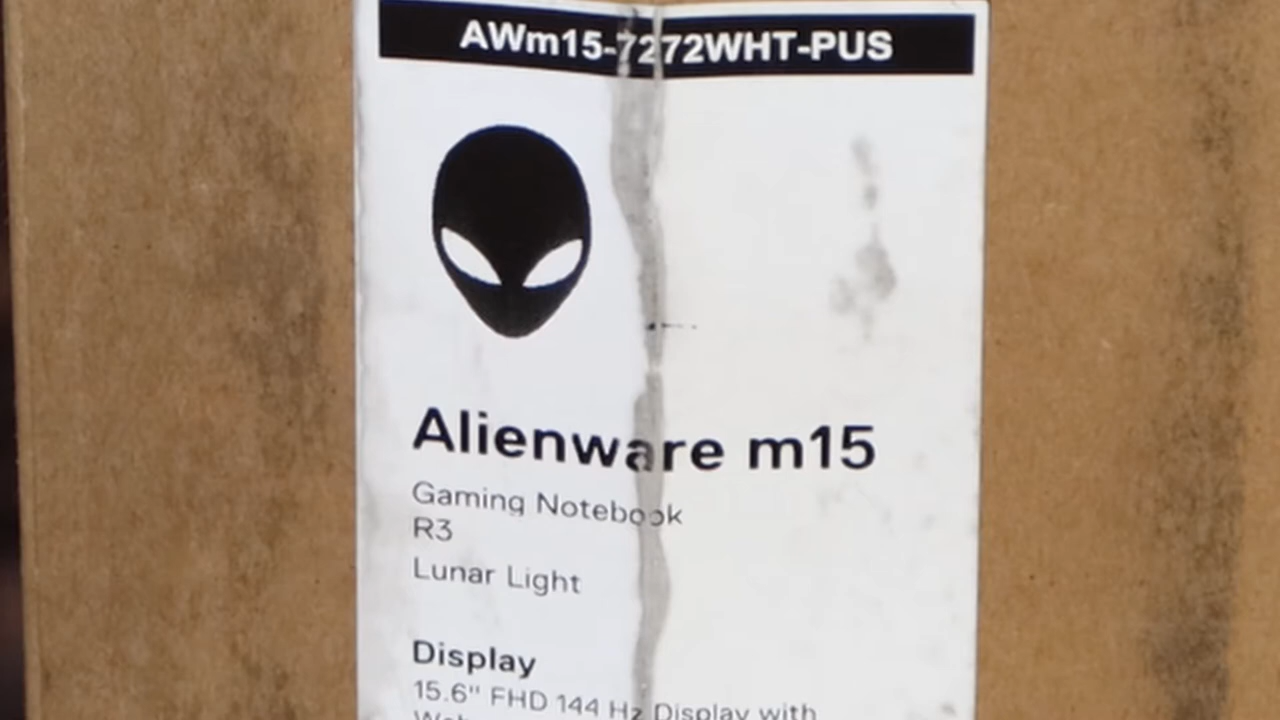 AWm15-7272WHT-PUS
Alienware m15
Gaming Notebook
R3
Lunar Light
Display
15.6" FHD 144 Hz Display with